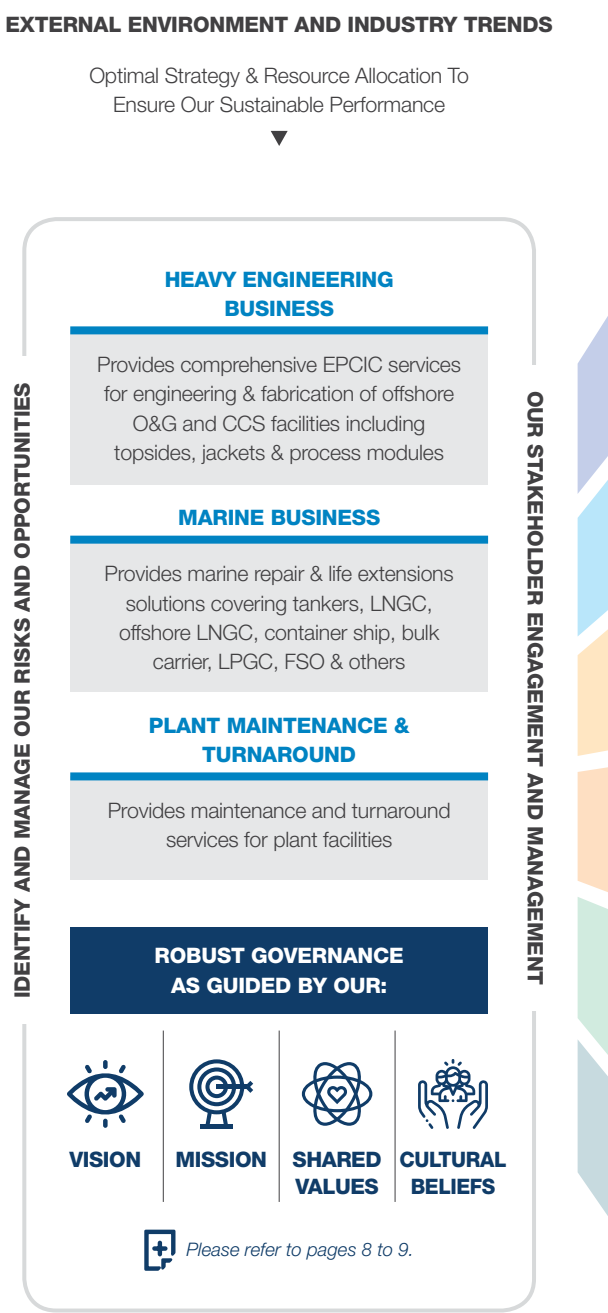 EXTERNAL ENVIRONMENT AND INDUSTRY TRENDS
Optimal Strategy & Resource Allocation To
Ensure Our Sustainable Performance
IDENTIFY AND MANAGE OUR RISKS AND OPPORTUNITIES
HEAVY ENGINEERING
BUSINESS
Provides comprehensive EPCIC services
for engineering & fabrication of offshore
O&G and CCS facilities including
topsides, jackets & process modules
MARINE BUSINESS
Provides marine repair & life extensions
solutions covering tankers, LNGC,
offshore LNGC, container ship, bulk
carrier, LPGC, FSO & others
PLANT MAINTENANCE &
TURNAROUND
Provides maintenance and turnaround
services for plant facilities
OUR STAKEHOLDER ENGAGEMENT AND MANAGEMENT
ROBUST GOVERNANCE
AS GUIDED BY OUR:
VISION
MISSION
SHARED
VALUES
CULTURAL
BELIEFS
Please refer to pages 8 to 9.